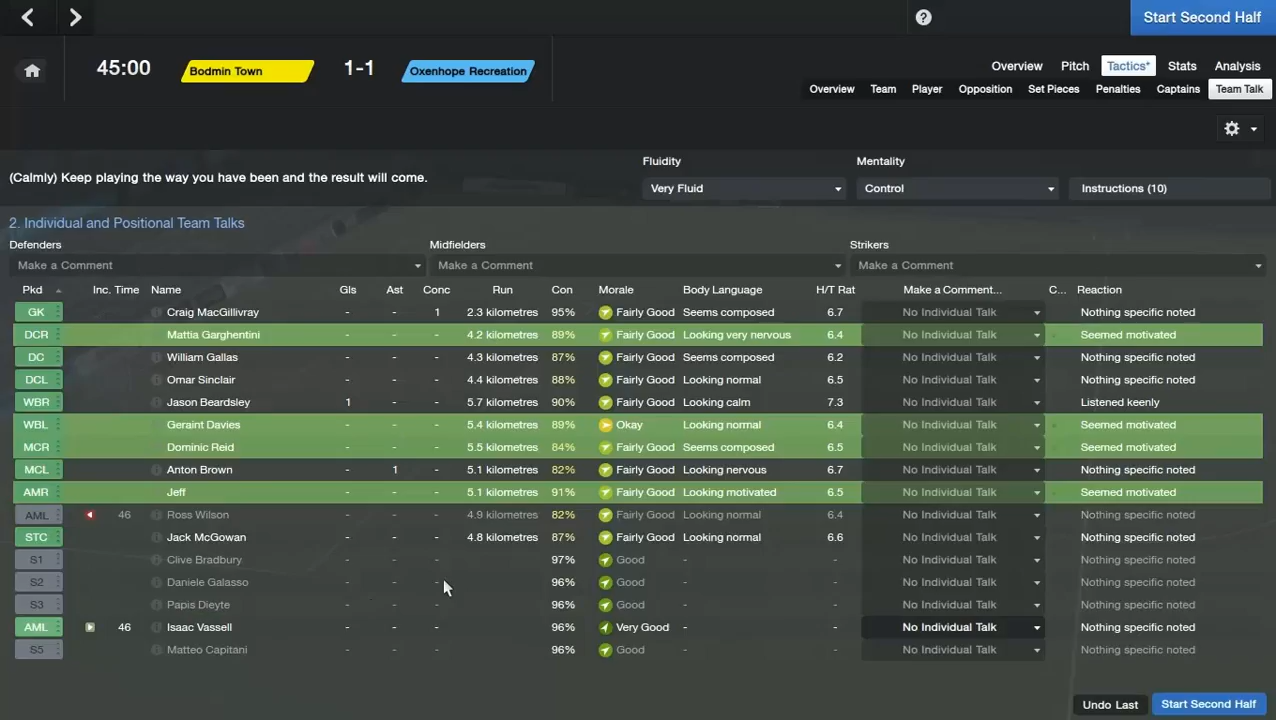 Start Second Half
45:00 Bodmin Town 1-1 Oxenhope Recreation
Overview Pitch Tactics* Stats Analysis
Overview Team Player Opposition Set Pieces Penalties Captains Team Talk
Fluidity Mentality
(Calmly) Keep playing the way you have been and the result will come.
Very Fluid Control Instructions (10)
2. Individual and Positional Team Talks
Defenders Midfielders Strikers
Make a Comment Make a Comment Make a Comment
Pkd Inc. Time Name Gls Ast Conc Run Con Morale Body Language H/T Rat Make a Comment... C... Reaction
GK Craig MacGillivray - - 1 2.3 kilometres 95% Fairly Good Seems composed 6.7 No Individual Talk Nothing specific noted
DCR Mattia Garghentini - - - 4.2 kilometres 89% Fairly Good Looking very nervous 6.4 No Individual Talk Seemed motivated
DC William Gallas - - - 4.3 kilometres 87% Fairly Good Seems composed 6.2 No Individual Talk Nothing specific noted
DCL Omar Sinclair - - - 4.4 kilometres 88% Fairly Good Looking normal 6.5 No Individual Talk Nothing specific noted
WBR Jason Beardsley 1 - - 5.7 kilometres 90% Fairly Good Looking calm 7.3 No Individual Talk Listened keenly
WBL Geraint Davies - - - 5.4 kilometres 89% Okay Looking normal 6.4 No Individual Talk Seemed motivated
MCR Dominic Reid - - - 5.5 kilometres 84% Fairly Good Seems composed 6.5 No Individual Talk Seemed motivated
MCL Anton Brown - 1 - 5.1 kilometres 82% Fairly Good Looking nervous 6.7 No Individual Talk Nothing specific noted
AMR Jeff - - - 5.1 kilometres 91% Fairly Good Looking motivated 6.5 No Individual Talk Seemed motivated
AML 46 Ross Wilson - - - 4.9 kilometres 82% Fairly Good Looking normal 6.4 No Individual Talk Nothing specific noted
STC Jack McGowan - - - 4.8 kilometres 87% Fairly Good Looking normal 6.6 No Individual Talk Nothing specific noted
S1 Clive Bradbury - - - 97% Good - - No Individual Talk Nothing specific noted
S2 Daniele Galasso - - - 96% Good - - No Individual Talk Nothing specific noted
S3 Papis Dieyte - - - 96% Good - - No Individual Talk Nothing specific noted
AML 46 Isaac Vassell - - - 96% Very Good - - No Individual Talk Nothing specific noted
S5 Matteo Capitani - - - 96% Good - - No Individual Talk Nothing specific noted
Undo Last Start Second Half